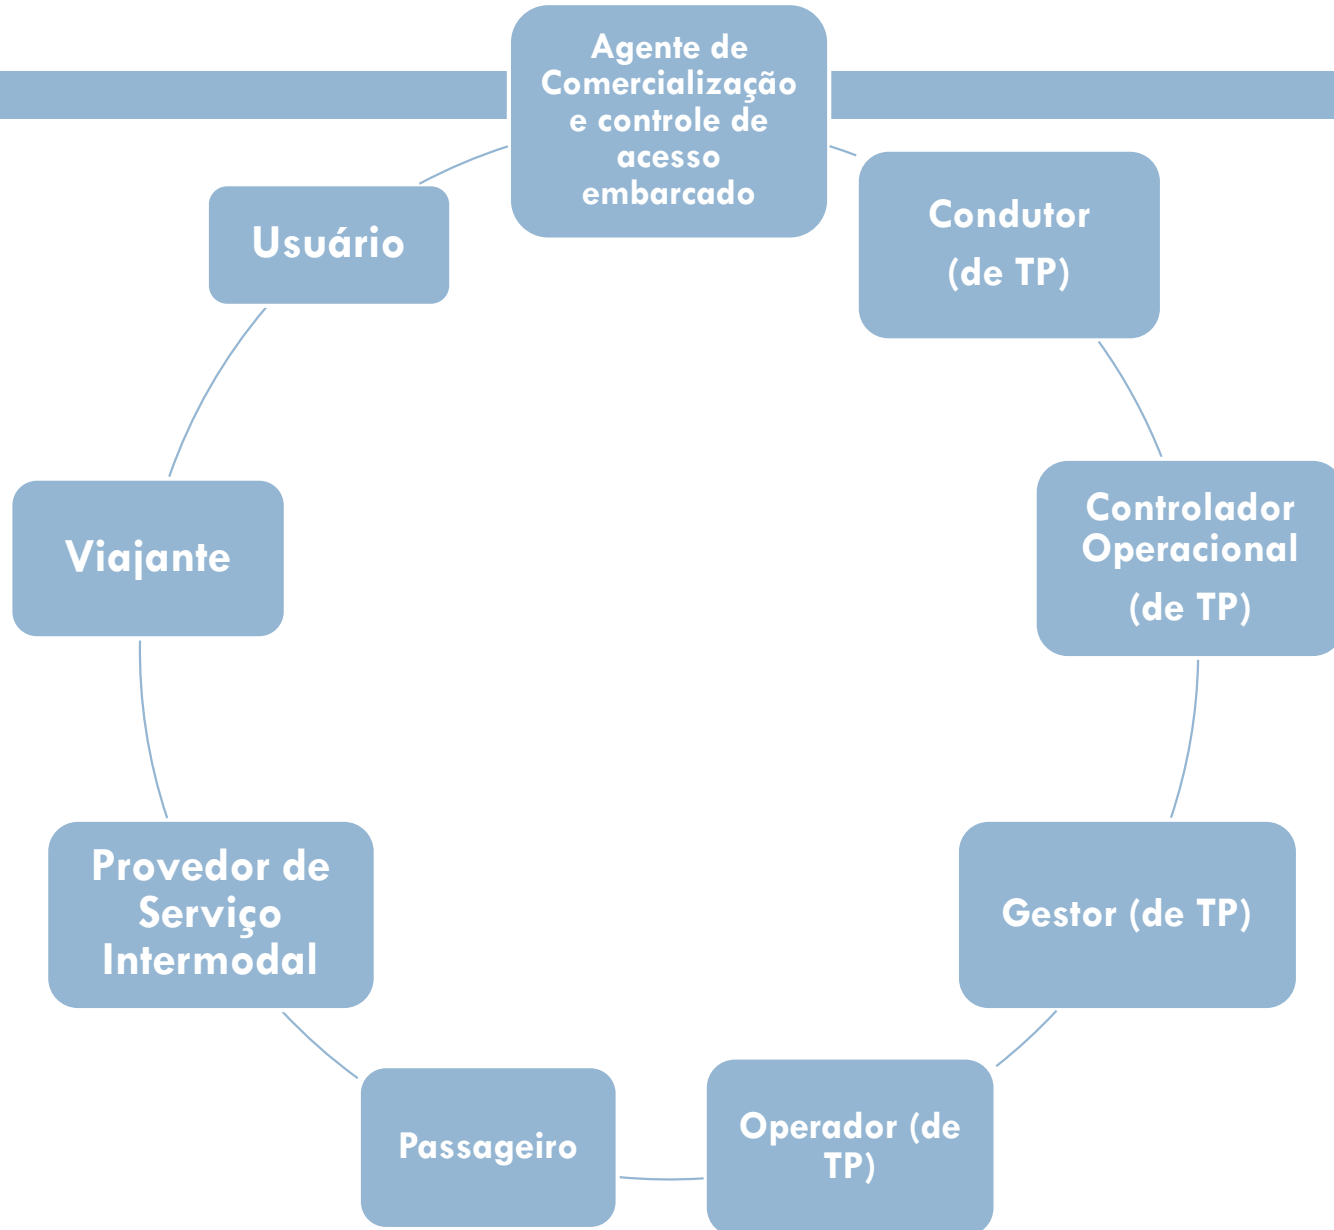 Agente de
Comercialização
e controle de
acesso
embarcado
Condutor
(de TP)
Controlador
Operacional
(de TP)
Gestor (de TP)
Operador (de
TP)
Passageiro
Provedor de
Serviço
Intermodal
Viajante
Usuário